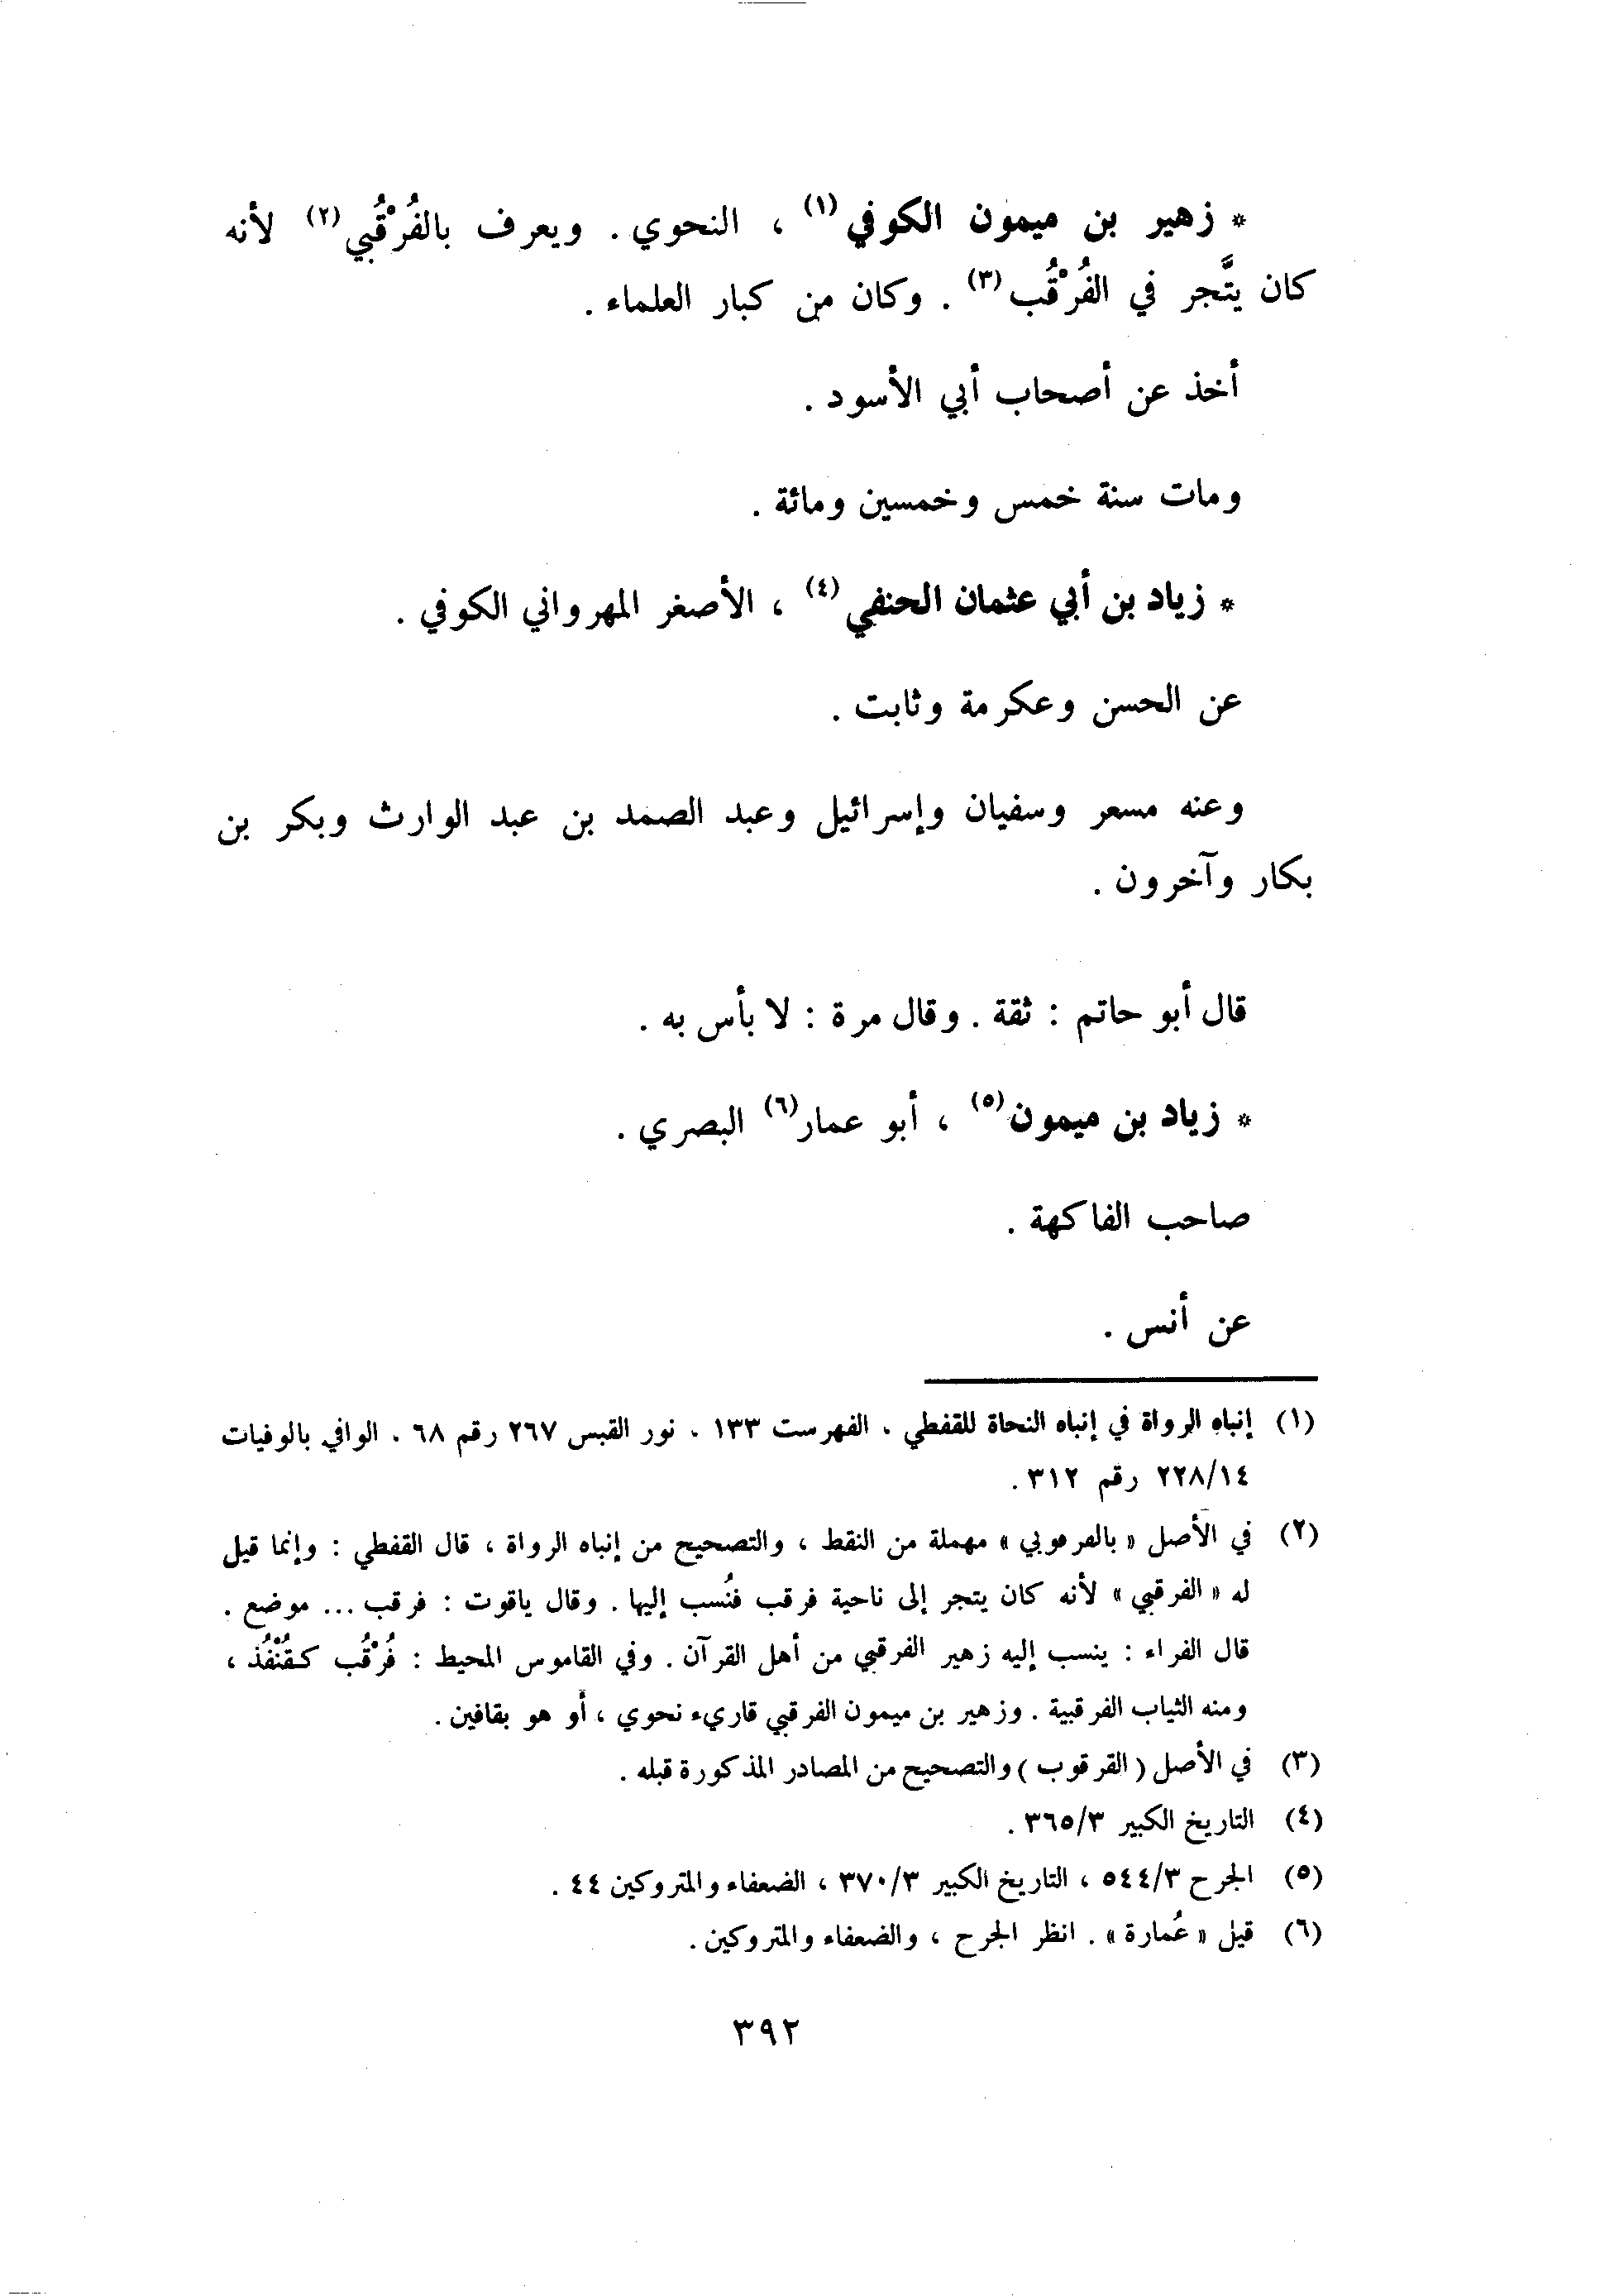 * زهير بن ميمون الكوفي(١) ، النحوي . ويعرف بالفُرْقُبي(٢) لأنه
كان يتَّجر في الفُرْقُب(٣) . وكان من كبار العلماء .
أخذ عن أصحاب أبي الأسود .
ومات سنة خمس وخمسين ومائة .
* زياد بن أبي عثمان الحنفي(٤) ، الأصغر المهرواني الكوفي .
عن الحسن وعكرمة وثابت .
وعنه مسعر وسفيان وإسرائيل وعبد الصمد بن عبد الوارث وبكر بن
بكار وآخرون .
قال أبو حاتم : ثقة . وقال مرة : لا بأس به .
* زياد بن ميمون(٥) ، أبو عمار(٦) البصري .
صاحب الفاكهة .
عن أنس .
(١) إنباه الرواة في إنباه النحاة للقفطي . الفهرست ١٣٣ . نور القبس ٢٦٧ رقم ٦٨ . الوافي بالوفيات
٢٢٨/١٤ رقم ٣١٢ .
(٢) في الأصل « بالفرهوبي » مهملة من النقط ، والتصحيح من إنباه الرواة ، قال القفطي : وإنما قيل
له « الفرقبي » لأنه كان يتجر إلى ناحية فرقب فنُسب إليها . وقال ياقوت : فرقب ... موضع .
قال الفراء : ينسب إليه زهير الفرقبي من أهل القرآن . وفي القاموس المحيط : فُرْقُب كـقُنْفُذ ،
ومنه الثياب الفرقبية . وزهير بن ميمون الفرقبي قاريء نحوي ، أو هو بقافين .
(٣) في الأصل ( القرقوب ) والتصحيح من المصادر المذكورة قبله .
(٤) التاريخ الكبير ٣٦٥/٣ .
(٥) الجرح ٥٤٤/٣ ، التاريخ الكبير ٣٧٠/٣ ، الضعفاء والمتروكين ٤٤ .
(٦) قيل « عُمارة » . انظر الجرح ، والضعفاء والمتروكين .
٣٩٢